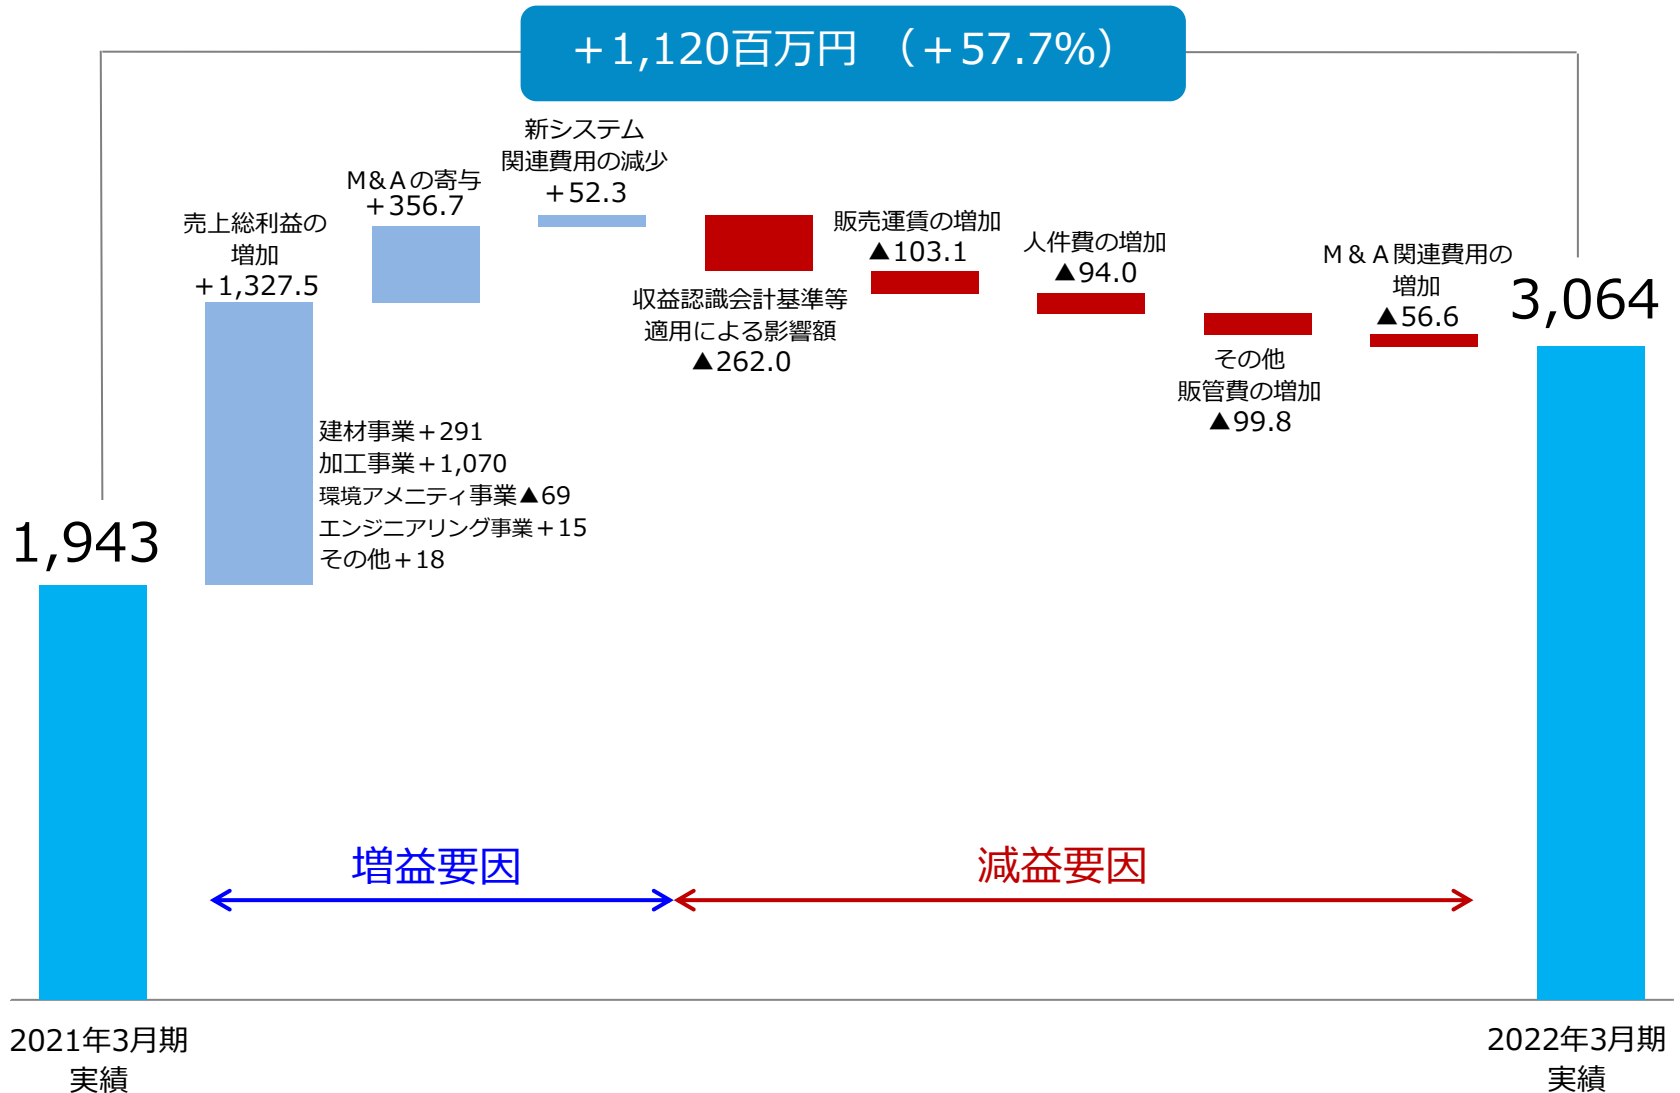 ＋1,120百万円 （＋57.7%）
新システム
関連費用の減少
＋52.3
M&Aの寄与
＋356.7
売上総利益の
増加
＋1,327.5
販売運賃の増加
▲103.1
人件費の増加
▲94.0
M＆A関連費用の
増加
▲56.6
収益認識会計基準等
適用による影響額
▲262.0
その他
販管費の増加
▲99.8
3,064
建材事業＋291
加工事業＋1,070
環境アメニティ事業▲69
エンジニアリング事業＋15
その他＋18
1,943
増益要因
減益要因
2021年3月期
実績
2022年3月期
実績